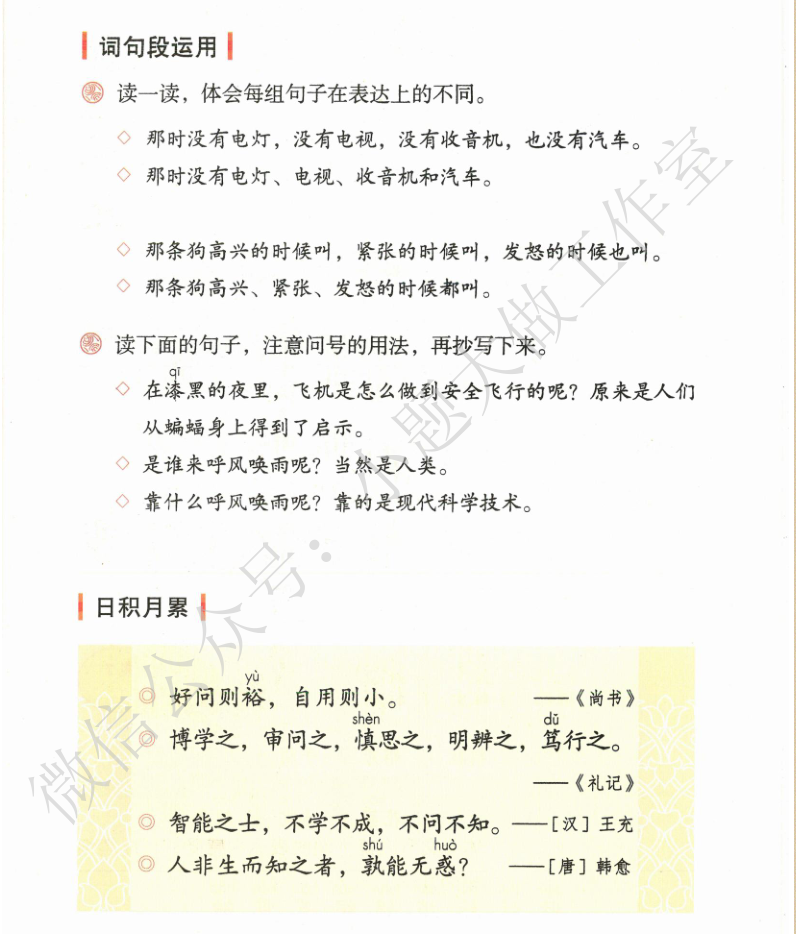 词句段运用
读一读，体会每组句子在表达上的不同。
◇ 那时没有电灯，没有电视，没有收音机，也没有汽车。
◇ 那时没有电灯、电视、收音机和汽车。
◇ 那条狗高兴的时候叫，紧张的时候叫，发怒的时候也叫。
◇ 那条狗高兴、紧张、发怒的时候都叫。
读下面的句子，注意问号的用法，再抄写下来。
qī
◇ 在漆黑的夜里，飞机是怎么做到安全飞行的呢？原来是人们
从蝙蝠身上得到了启示。
◇ 是谁来呼风唤雨呢？当然是人类。
◇ 靠什么呼风唤雨呢？靠的是现代科学技术。
日积月累
yù
◎ 好问则裕，自用则小。 ——《尚书》
shèn dǔ
◎ 博学之，审问之，慎思之，明辨之，笃行之。
——《礼记》
◎ 智能之士，不学不成，不问不知。——［汉］王充
shú huò
◎ 人非生而知之者，孰能无惑？ ——［唐］韩愈
微信公众号：小题大做工作室